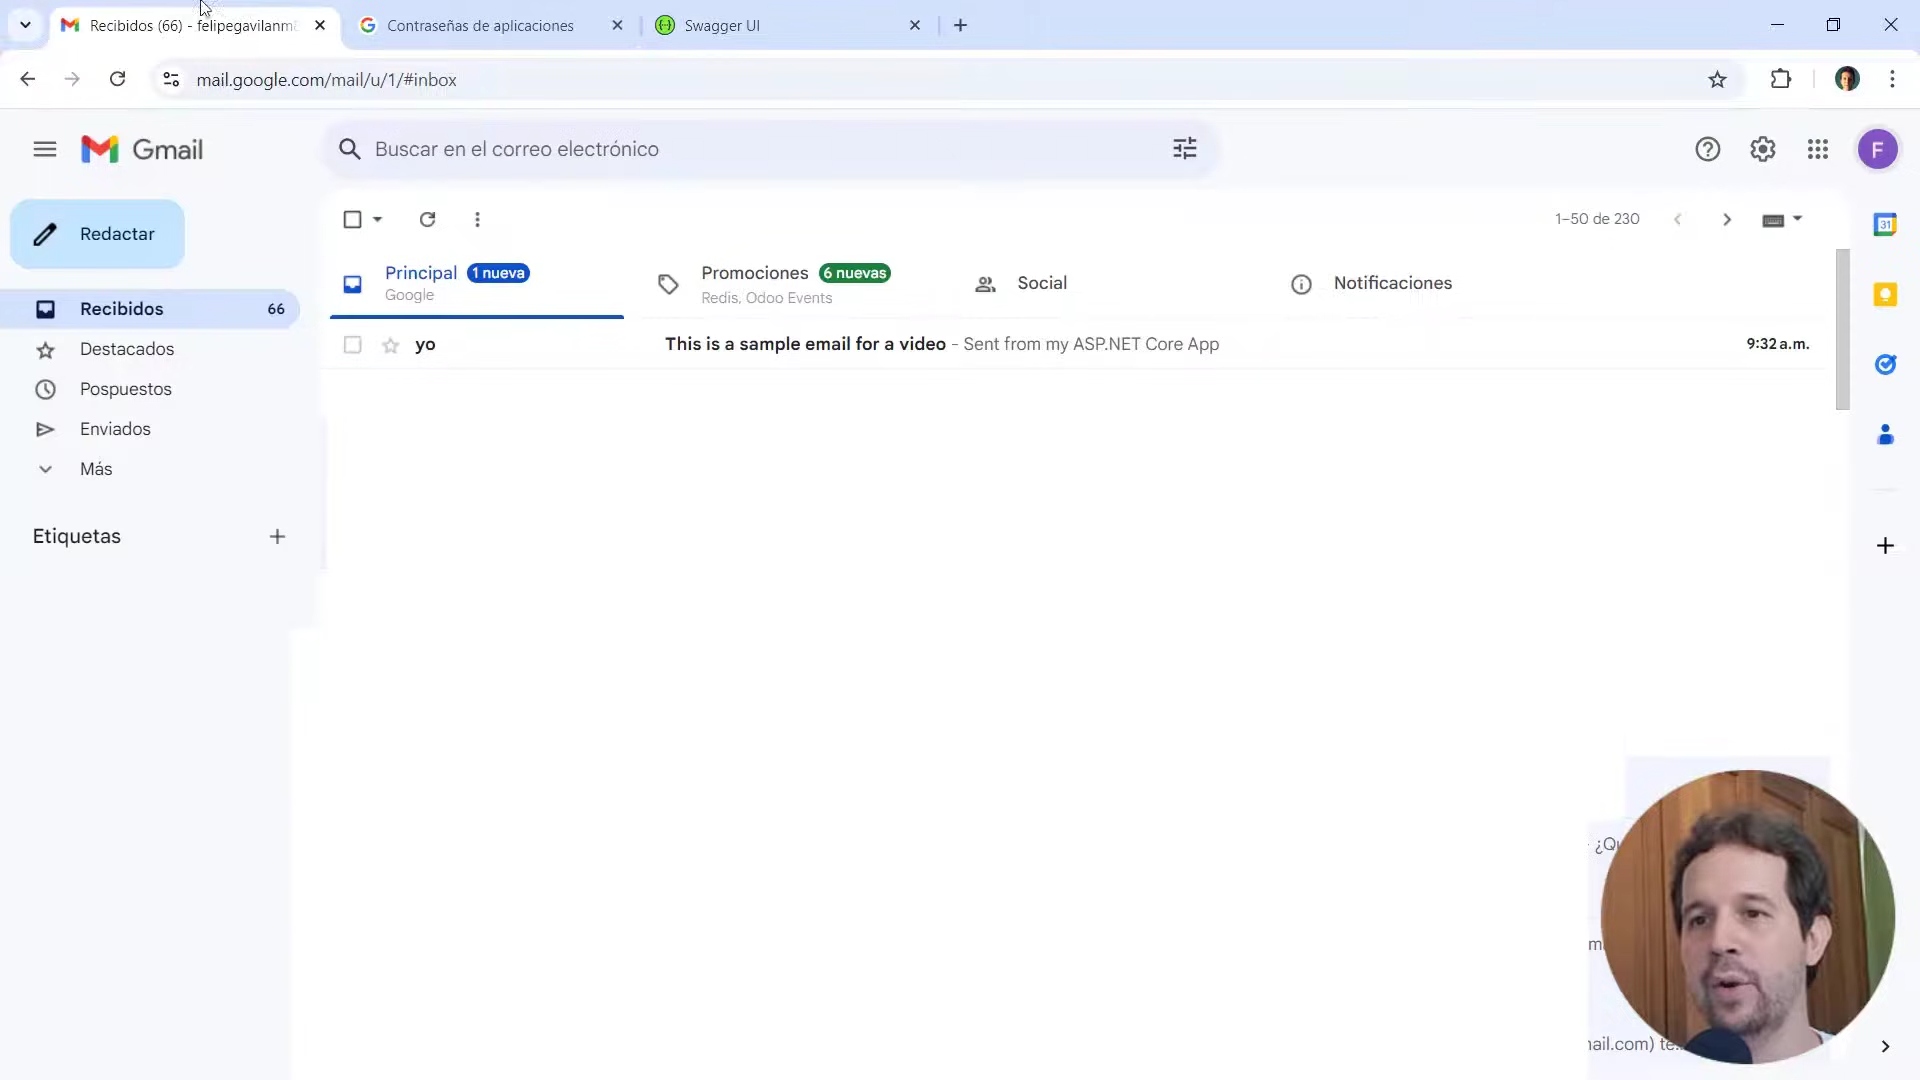 Recibidos (66) - felipegavilanm
Contraseñas de aplicaciones
Swagger UI
mail.google.com/mail/u/1/#inbox
Gmail
Buscar en el correo electrónico
F
Redactar
1–50 de 230
31
Principal 1 nueva
Google
Promociones 6 nuevas
Redis, Odoo Events
Social
Notificaciones
Recibidos 66
yo
This is a sample email for a video - Sent from my ASP.NET Core App
9:32 a.m.
Destacados
Pospuestos
Enviados
Más
Etiquetas